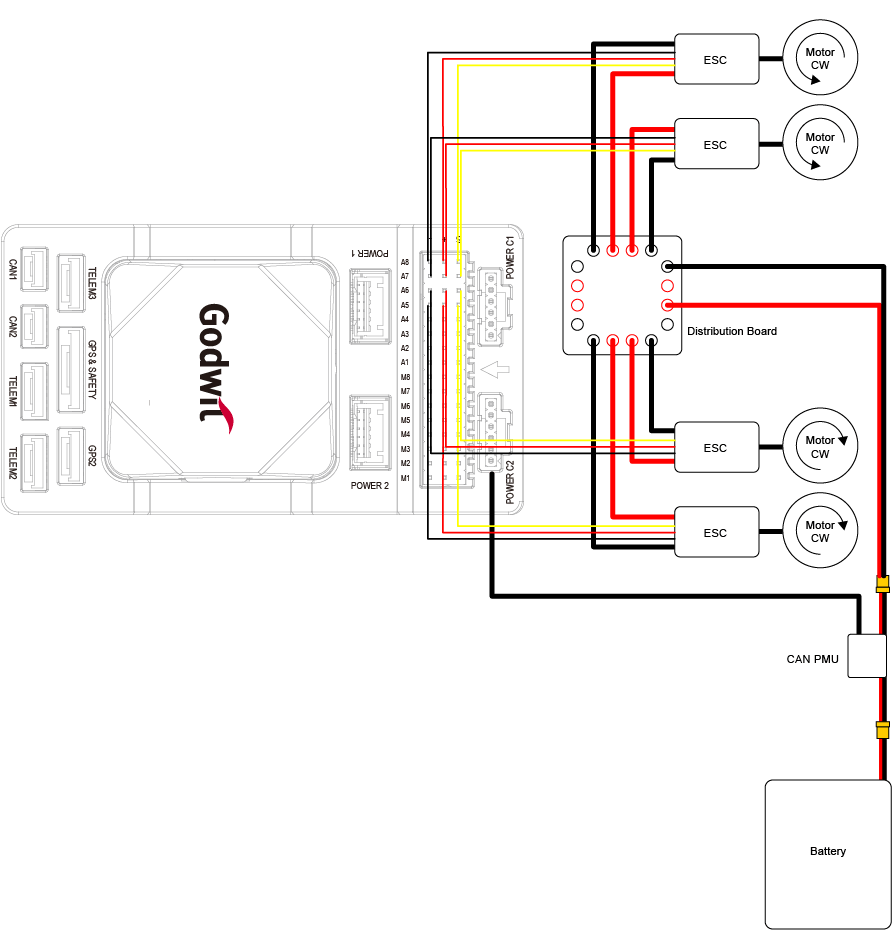 ESC
Motor
CW
ESC
Motor
CW
CAN1
CAN2
TELEM1
TELEM2
TELEM3
GPS & SAFETY
GPS2
Godwit
POWER 1
POWER 2
A8
A7
A6
A5
A4
A3
A2
A1
M8
M7
M6
M5
M4
M3
M2
M1
POWER C1
POWER C2
Distribution Board
ESC
Motor
CW
ESC
Motor
CW
CAN PMU
Battery